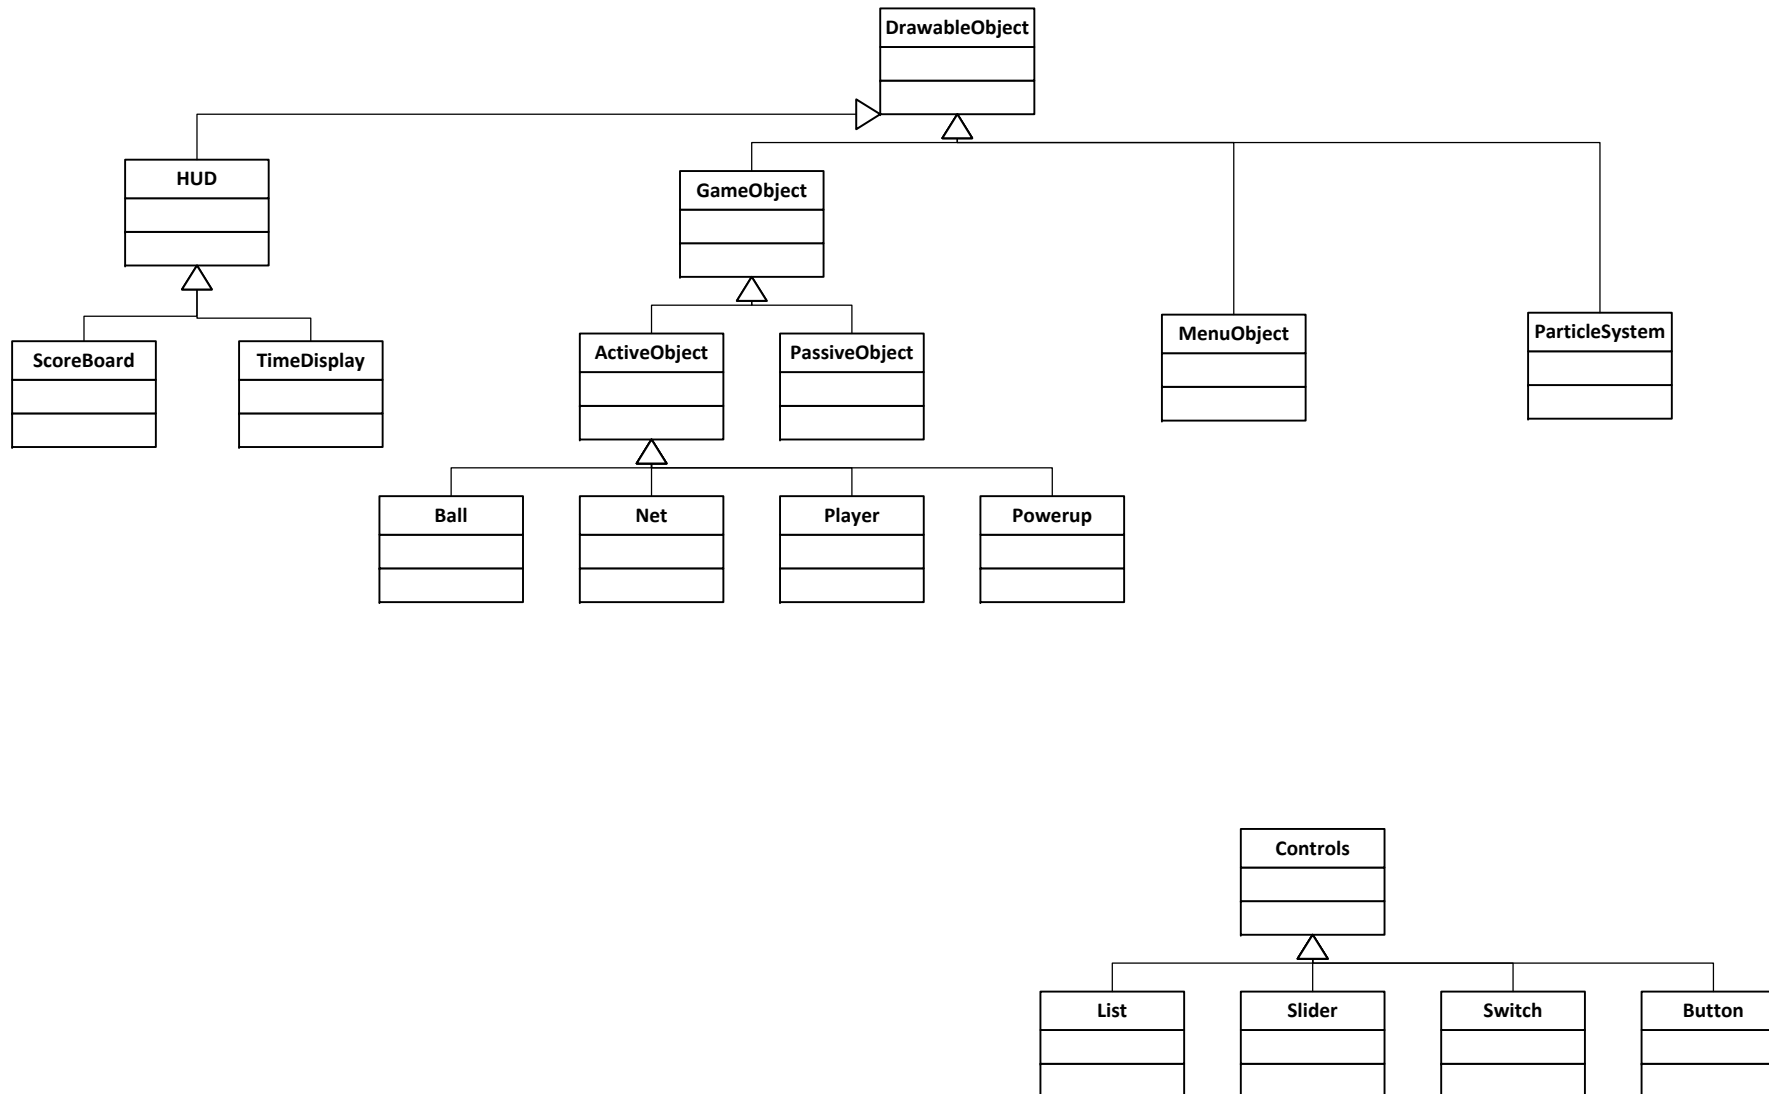 DrawableObject
HUD
GameObject
MenuObject
ParticleSystem
ScoreBoard
TimeDisplay
ActiveObject
PassiveObject
Ball
Net
Player
Powerup
Controls
List
Slider
Switch
Button